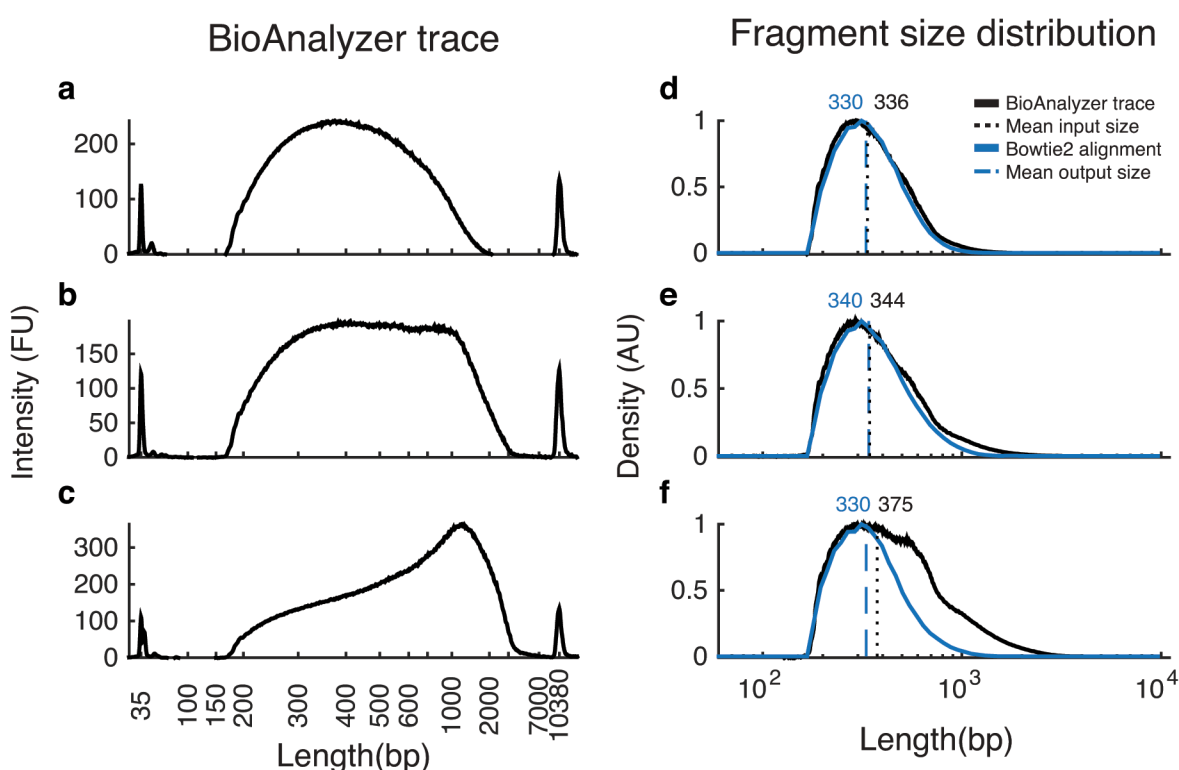 BioAnalyzer trace
Fragment size distribution
a
200
100
0
b
150
100
50
0
c
300
200
100
0
Intensity (FU)
35
100
150
200
300
400
500
600
1000
2000
7000
10380
Length(bp)
d
330 336
BioAnalyzer trace
Mean input size
Bowtie2 alignment
Mean output size
1
0.5
0
e
340 344
1
0.5
0
f
330 375
1
0.5
0
Density (AU)
10² 10³ 10⁴
Length(bp)